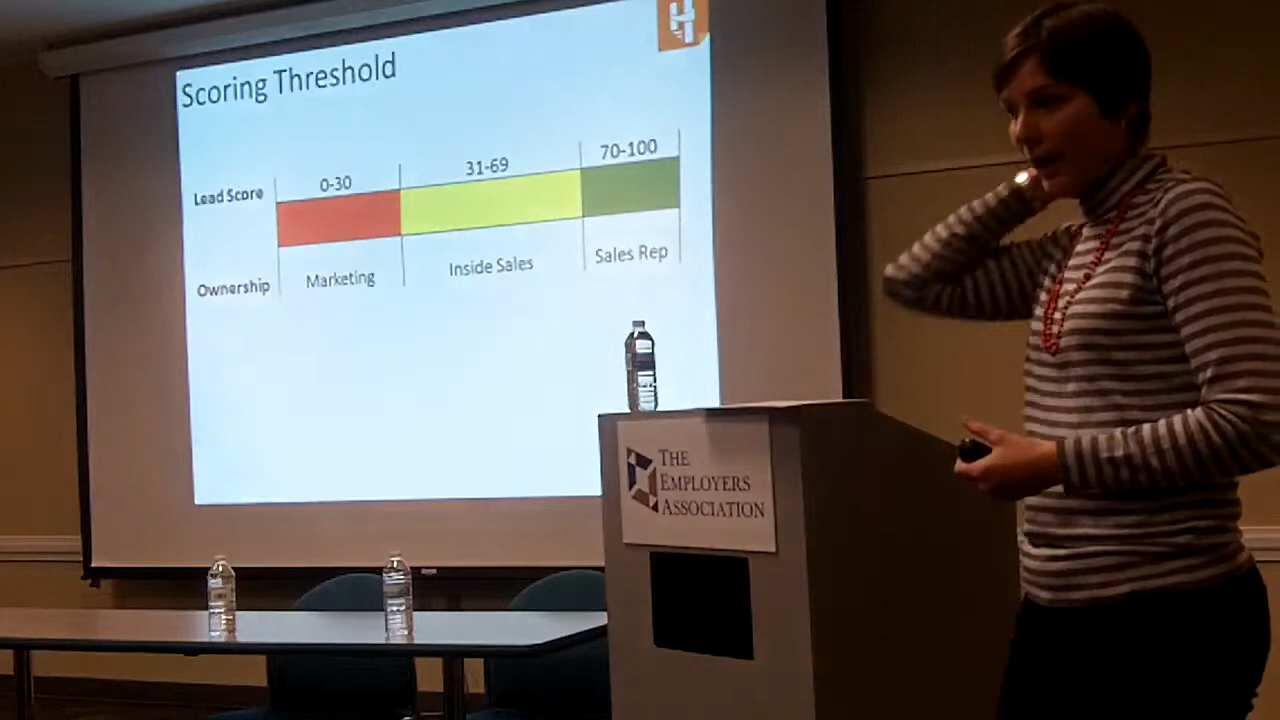 Scoring Threshold
Lead Score
0-30
31-69
70-100
Ownership
Marketing
Inside Sales
Sales Rep
THE
EMPLOYERS
ASSOCIATION